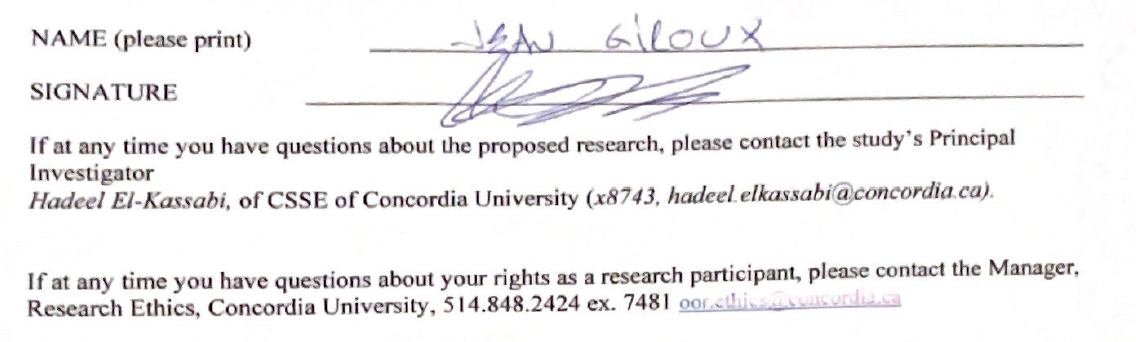 NAME (please print) JEAN GiROUX
SIGNATURE
If at any time you have questions about the proposed research, please contact the study's Principal
Investigator
Hadeel El-Kassabi, of CSSE of Concordia University (x8743, hadeel.elkassabi@concordia.ca).
If at any time you have questions about your rights as a research participant, please contact the Manager,
Research Ethics, Concordia University, 514.848.2424 ex. 7481 oor.ethics@concordia.ca